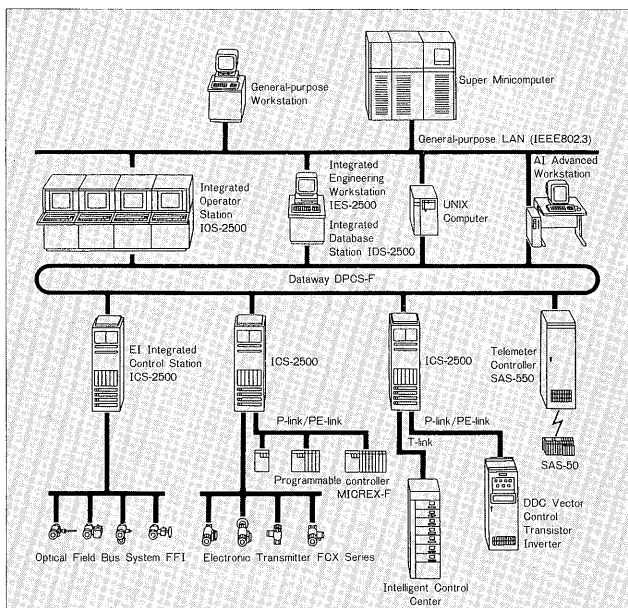 General-purpose
Workstation
Super Minicomputer
General-purpose LAN (IEEE802.3)
Integrated
Operator
Station
IOS-2500
Integrated
Engineering
Workstation
IES-2500
Integrated
Database
Station IDS-2500
UNIX
Computer
AI Advanced
Workstation
Dataway DPCS-F
EI Integrated
Control Station
ICS-2500
ICS-2500
ICS-2500
Telemeter
Controller
SAS-550
P-link/PE-link
P-link/PE-link
T-link
SAS-50
Programmable controller
MICREX-F
DDC Vector
Control
Transistor
Inverter
Optical Field Bus System FFI
Electronic Transmitter FCX Series
Intelligent Control
Center